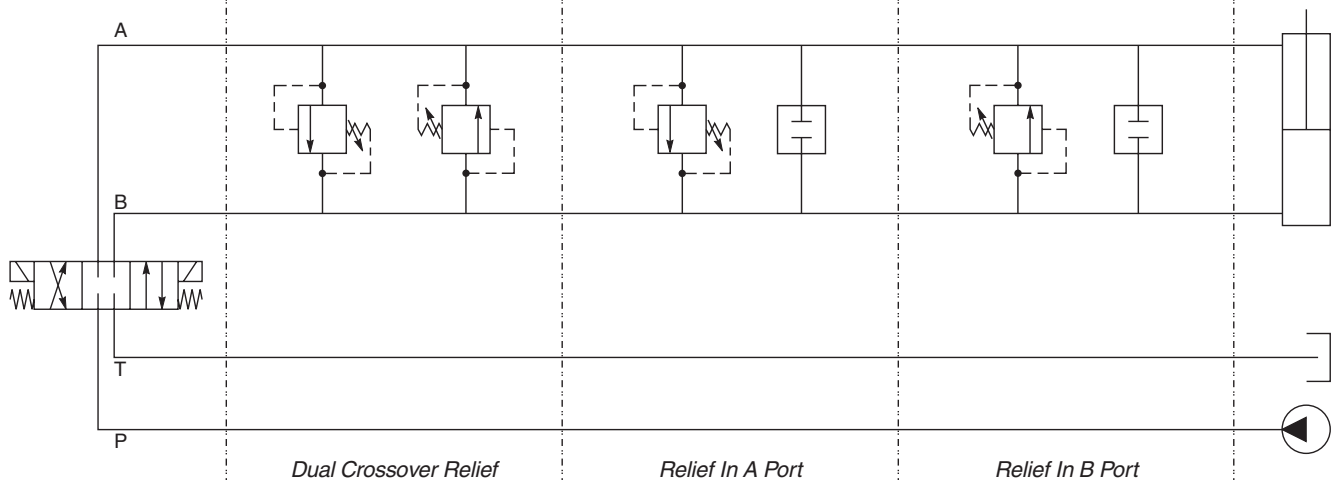 A
B
T
P
Dual Crossover Relief
Relief In A Port
Relief In B Port